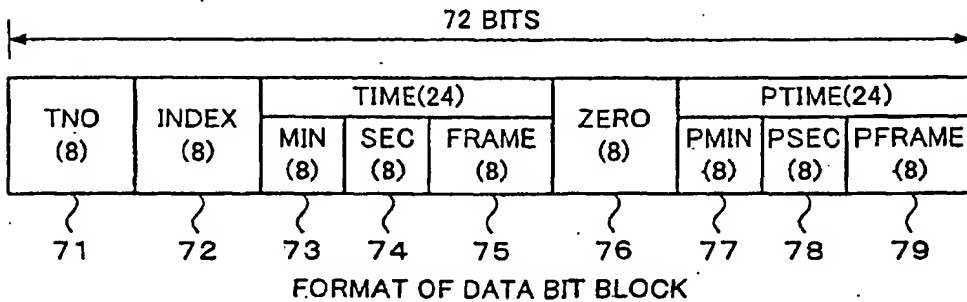 72 BITS
TNO (8)
INDEX (8)
TIME(24)
MIN (8)
SEC (8)
FRAME (8)
ZERO (8)
PTIME(24)
PMIN (8)
PSEC (8)
PFRAME (8)
71 72 73 74 75 76 77 78 79
FORMAT OF DATA BIT BLOCK